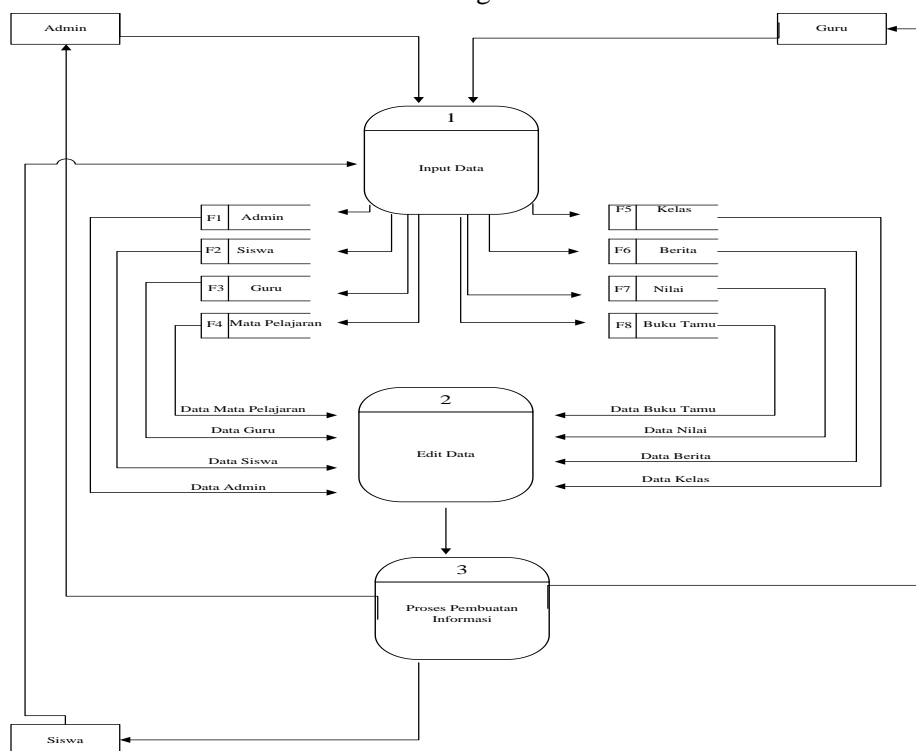 Admin
Guru
1
Input Data
F1 Admin
F5 Kelas
F2 Siswa
F6 Berita
F3 Guru
F7 Nilai
F4 Mata Pelajaran
F8 Buku Tamu
2
Edit Data
Data Mata Pelajaran
Data Buku Tamu
Data Guru
Data Nilai
Data Siswa
Data Berita
Data Admin
Data Kelas
3
Proses Pembuatan
Informasi
Siswa